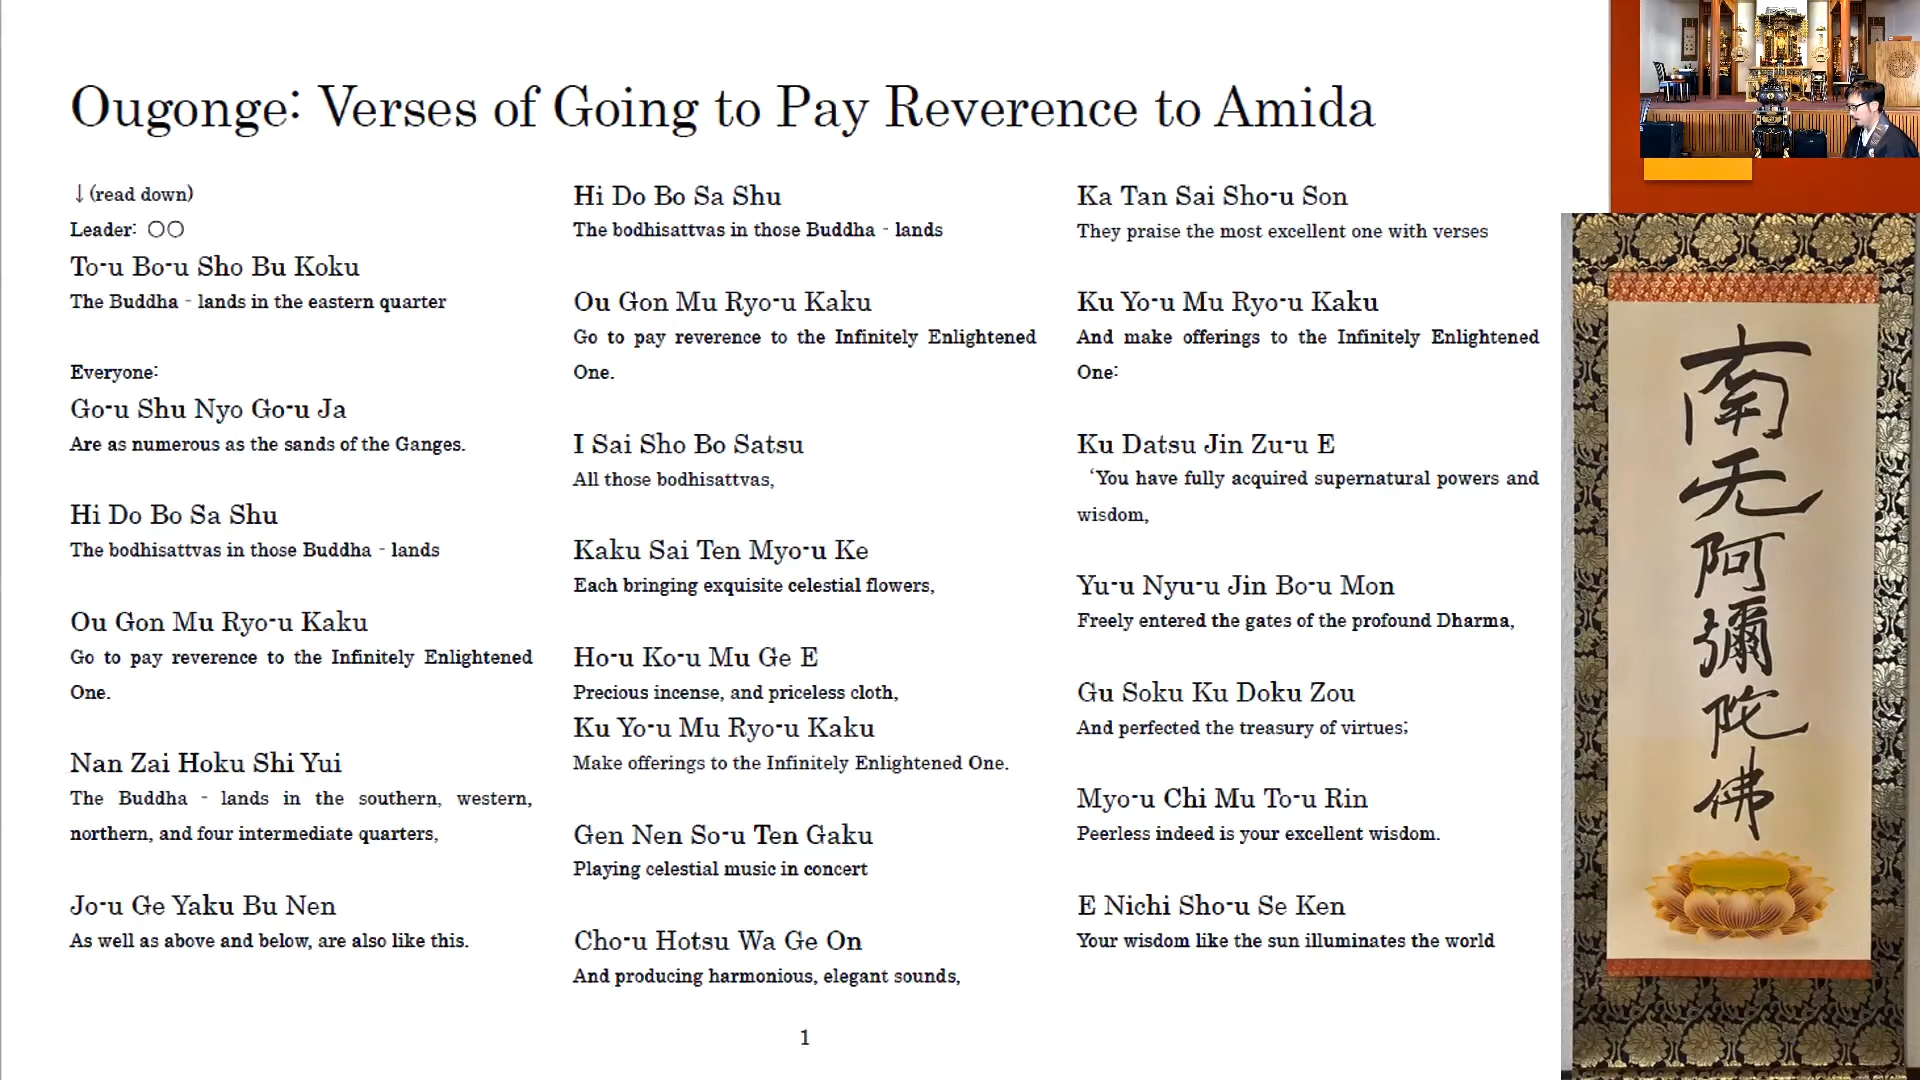 Ougonge: Verses of Going to Pay Reverence to Amida
↓(read down)
Leader: ○○
To-u Bo-u Sho Bu Koku
The Buddha - lands in the eastern quarter
Everyone:
Go-u Shu Nyo Go-u Ja
Are as numerous as the sands of the Ganges.
Hi Do Bo Sa Shu
The bodhisattvas in those Buddha - lands
Ou Gon Mu Ryo-u Kaku
Go to pay reverence to the Infinitely Enlightened
One.
Nan Zai Hoku Shi Yui
The Buddha - lands in the southern, western,
northern, and four intermediate quarters,
Jo-u Ge Yaku Bu Nen
As well as above and below, are also like this.
Hi Do Bo Sa Shu
The bodhisattvas in those Buddha - lands
Ou Gon Mu Ryo-u Kaku
Go to pay reverence to the Infinitely Enlightened
One.
I Sai Sho Bo Satsu
All those bodhisattvas,
Kaku Sai Ten Myo-u Ke
Each bringing exquisite celestial flowers,
Ho-u Ko-u Mu Ge E
Precious incense, and priceless cloth,
Ku Yo-u Mu Ryo-u Kaku
Make offerings to the Infinitely Enlightened One.
Gen Nen So-u Ten Gaku
Playing celestial music in concert
Cho-u Hotsu Wa Ge On
And producing harmonious, elegant sounds,
Ka Tan Sai Sho-u Son
They praise the most excellent one with verses
Ku Yo-u Mu Ryo-u Kaku
And make offerings to the Infinitely Enlightened
One:
Ku Datsu Jin Zu-u E
‘You have fully acquired supernatural powers and
wisdom,
Yu-u Nyu-u Jin Bo-u Mon
Freely entered the gates of the profound Dharma,
Gu Soku Ku Doku Zou
And perfected the treasury of virtues;
Myo-u Chi Mu To-u Rin
Peerless indeed is your excellent wisdom.
E Nichi Sho-u Se Ken
Your wisdom like the sun illuminates the world
1
南无阿彌陀佛